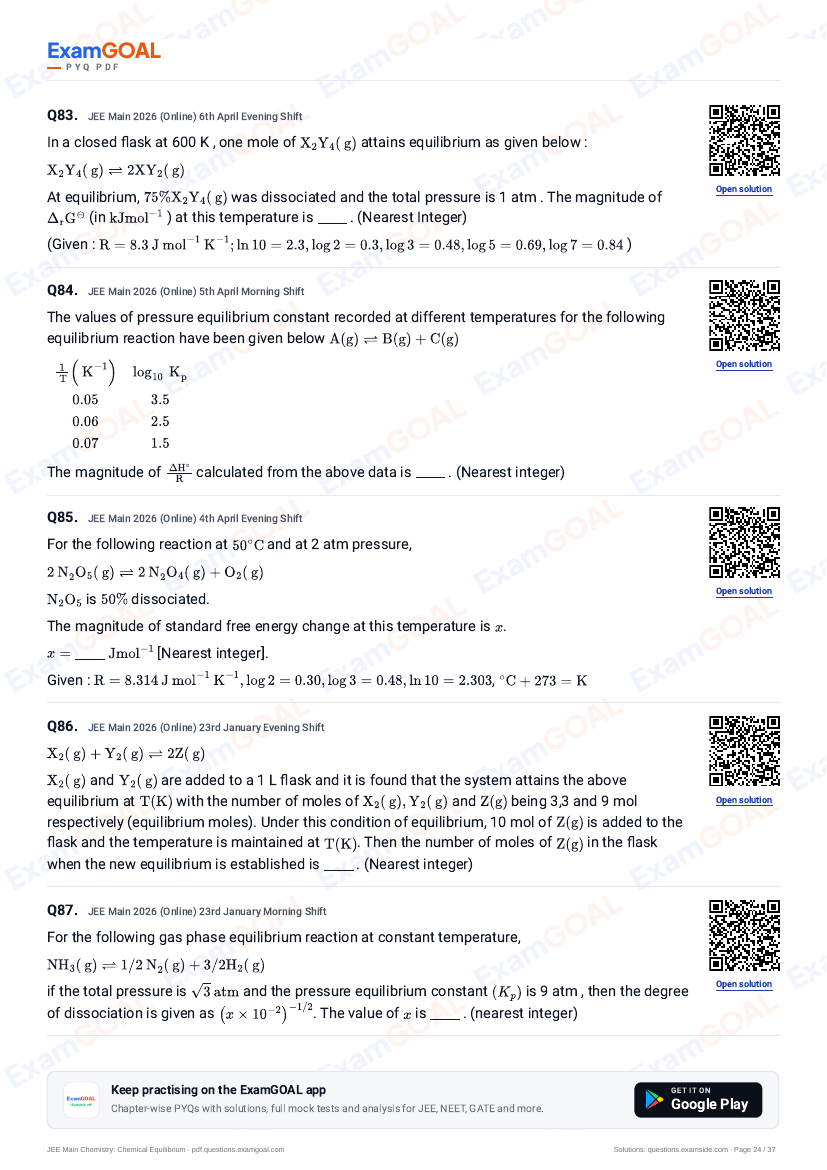 ExamGOAL
PYQ PDF
Q83. JEE Main 2026 (Online) 6th April Evening Shift
In a closed flask at 600 K , one mole of X₂Y₄( g) attains equilibrium as given below :
X₂Y₄( g) ⇌ 2XY₂( g)
At equilibrium, 75%X₂Y₄( g) was dissociated and the total pressure is 1 atm . The magnitude of
ΔᵣG⊖ (in kJmol⁻¹ ) at this temperature is ____ . (Nearest Integer)
(Given : R = 8.3 J mol⁻¹ K⁻¹; ln 10 = 2.3, log 2 = 0.3, log 3 = 0.48, log 5 = 0.69, log 7 = 0.84 )
Open solution
Q84. JEE Main 2026 (Online) 5th April Morning Shift
The values of pressure equilibrium constant recorded at different temperatures for the following
equilibrium reaction have been given below A(g) ⇌ B(g) + C(g)
1/T ( K⁻¹) log₁₀ Kₚ
0.05 3.5
0.06 2.5
0.07 1.5
The magnitude of ΔH°/R calculated from the above data is ____ . (Nearest integer)
Open solution
Q85. JEE Main 2026 (Online) 4th April Evening Shift
For the following reaction at 50°C and at 2 atm pressure,
2 N₂O₅( g) ⇌ 2 N₂O₄( g) + O₂( g)
N₂O₅ is 50% dissociated.
The magnitude of standard free energy change at this temperature is x.
x = ____ Jmol⁻¹ [Nearest integer].
Given : R = 8.314 J mol⁻¹ K⁻¹, log 2 = 0.30, log 3 = 0.48, ln 10 = 2.303, °C + 273 = K
Open solution
Q86. JEE Main 2026 (Online) 23rd January Evening Shift
X₂( g) + Y₂( g) ⇌ 2Z( g)
X₂( g) and Y₂( g) are added to a 1 L flask and it is found that the system attains the above
equilibrium at T(K) with the number of moles of X₂( g), Y₂( g) and Z(g) being 3,3 and 9 mol
respectively (equilibrium moles). Under this condition of equilibrium, 10 mol of Z(g) is added to the
flask and the temperature is maintained at T(K). Then the number of moles of Z(g) in the flask
when the new equilibrium is established is ____ . (Nearest integer)
Open solution
Q87. JEE Main 2026 (Online) 23rd January Morning Shift
For the following gas phase equilibrium reaction at constant temperature,
NH₃( g) ⇌ 1/2 N₂( g) + 3/2H₂( g)
if the total pressure is √3 atm and the pressure equilibrium constant (Kₚ) is 9 atm , then the degree
of dissociation is given as (x × 10⁻²)⁻¹/². The value of x is ____ . (nearest integer)
Open solution
ExamGOAL
Keep practising on the ExamGOAL app
Chapter-wise PYQs with solutions, full mock tests and analysis for JEE, NEET, GATE and more.
GET IT ON
Google Play
JEE Main Chemistry: Chemical Equilibrium · pdf.questions.examgoal.com
Solutions: questions.examside.com · Page 24 / 37